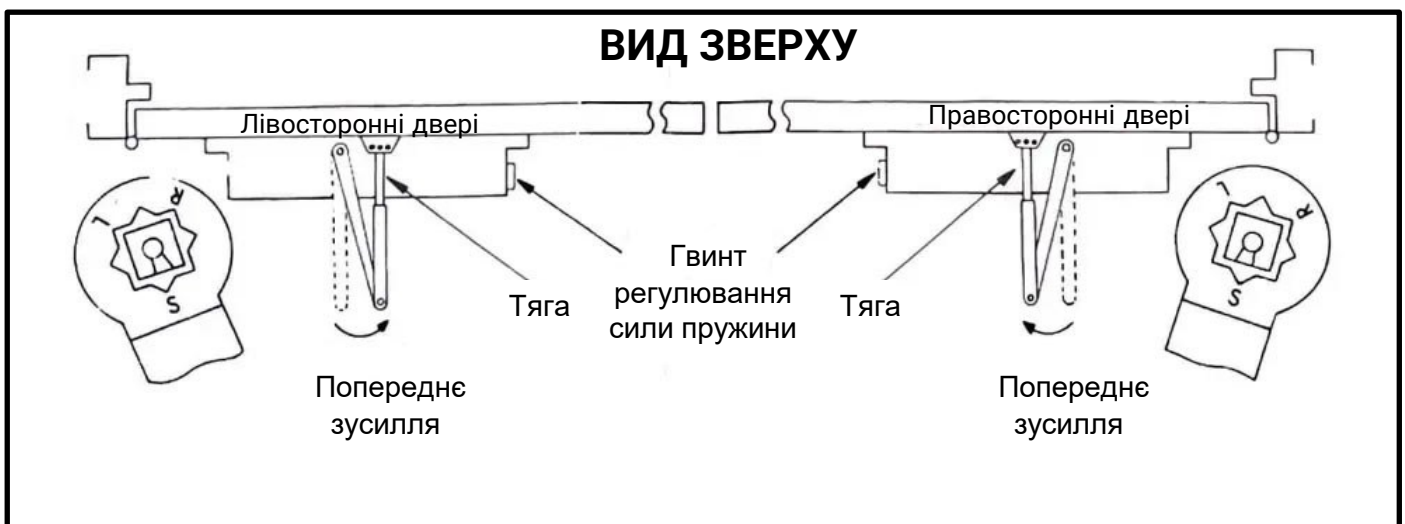 ВИД ЗВЕРХУ
Лівосторонні двері
Правосторонні двері
L
R
S
L
R
S
Тяга
Гвинт
регулювання
сили пружини
Тяга
Попереднє
зусилля
Попереднє
зусилля